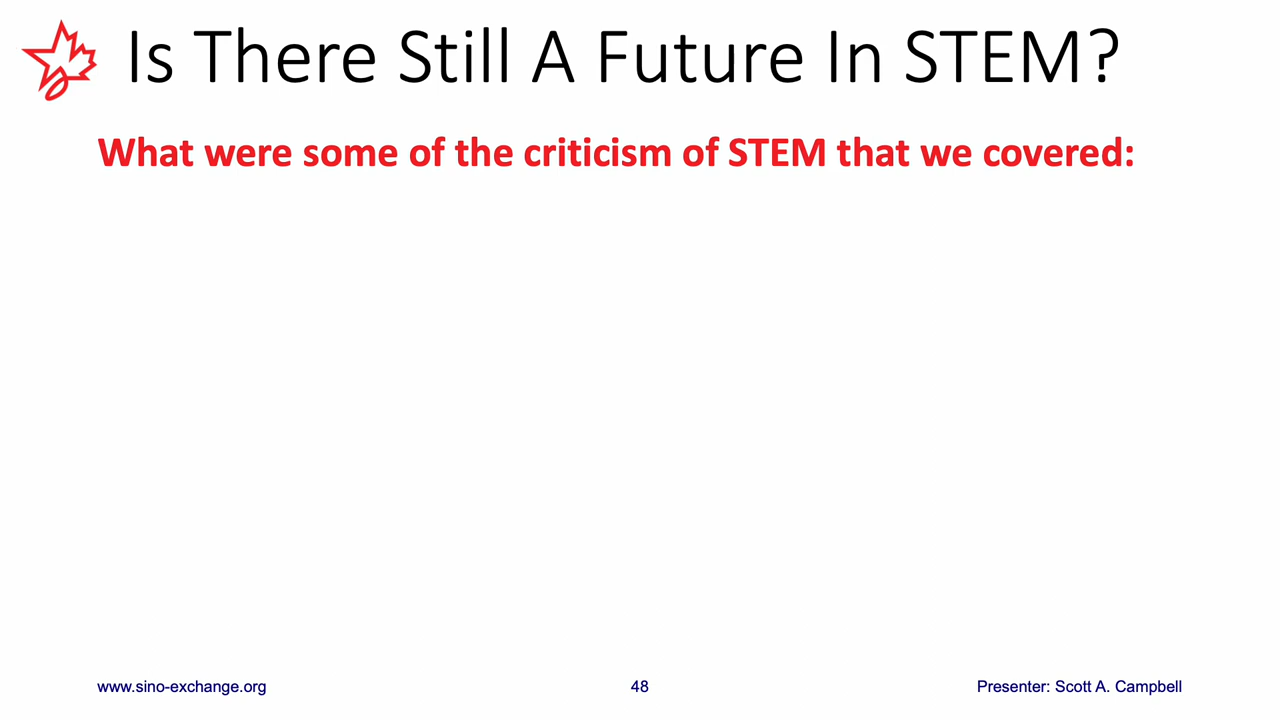 Is There Still A Future In STEM?
What were some of the criticism of STEM that we covered:
www.sino-exchange.org
48
Presenter: Scott A. Campbell